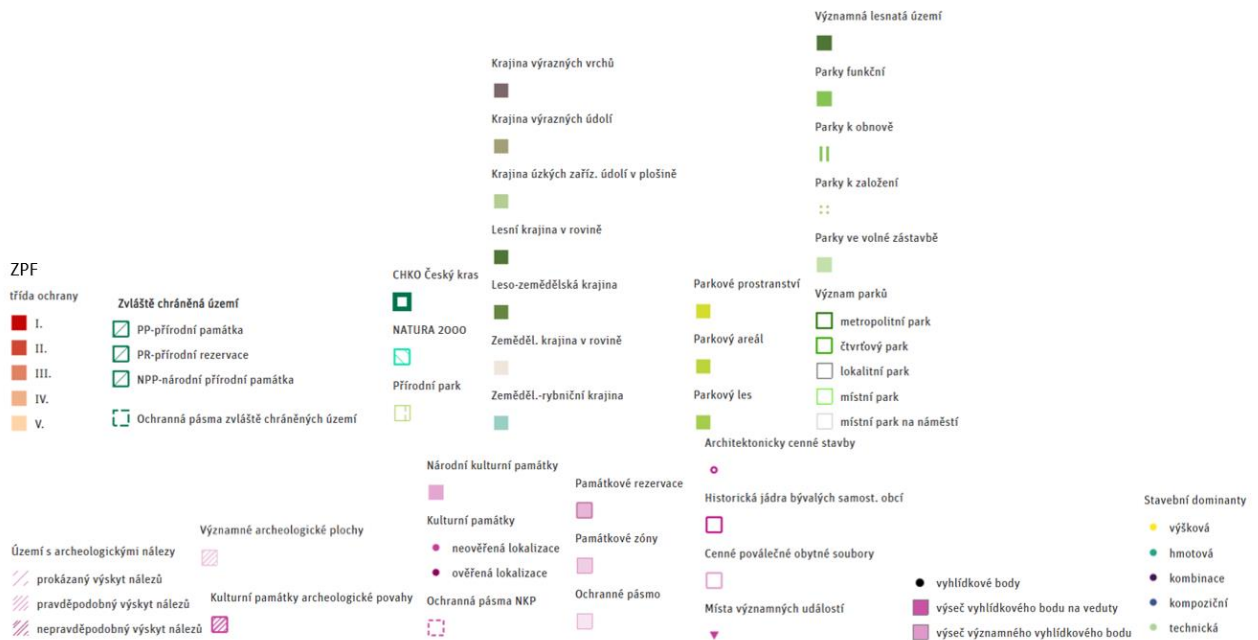 ZPF
třída ochrany
I.
II.
III.
IV.
V.
Zvláště chráněná území
PP-přírodní památka
PR-přírodní rezervace
NPP-národní přírodní památka
Ochranná pásma zvláště chráněných území
CHKO Český kras
NATURA 2000
Přírodní park
Krajina výrazných vrchů
Krajina výrazných údolí
Krajina úzkých zaříz. údolí v plošině
Lesní krajina v rovině
Leso-zemědělská krajina
Zeměděl. krajina v rovině
Zeměděl.-rybniční krajina
Parkové prostranství
Parkový areál
Parkový les
Významná lesnatá území
Parky funkční
Parky k obnově
Parky k založení
Parky ve volné zástavbě
Význam parků
metropolitní park
čtvrťový park
lokalitní park
místní park
místní park na náměstí
Území s archeologickými nálezy
prokázaný výskyt nálezů
pravděpodobný výskyt nálezů
nepravděpodobný výskyt nálezů
Významné archeologické plochy
Kulturní památky archeologické povahy
Národní kulturní památky
Kulturní památky
neověřená lokalizace
ověřená lokalizace
Ochranná pásma NKP
Památkové rezervace
Památkové zóny
Ochranné pásmo
Architektonicky cenné stavby
Historická jádra bývalých samost. obcí
Cenné poválečné obytné soubory
Místa významných událostí
vyhlídkové body
výseč vyhlídkového bodu na veduty
výseč významného vyhlídkového bodu
Stavební dominanty
výšková
hmotová
kombinace
kompoziční
technická